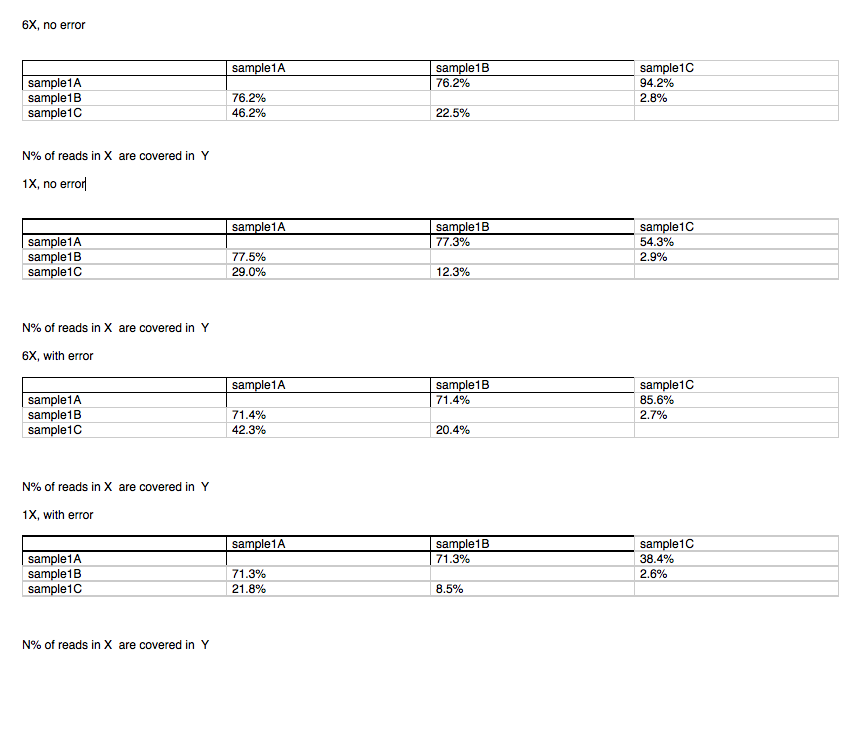 6X, no error
sample1A sample1B sample1C
sample1A 76.2% 94.2%
sample1B 76.2% 2.8%
sample1C 46.2% 22.5%
N% of reads in X  are covered in  Y
1X, no error
sample1A sample1B sample1C
sample1A 77.3% 54.3%
sample1B 77.5% 2.9%
sample1C 29.0% 12.3%
N% of reads in X  are covered in  Y
6X, with error
sample1A sample1B sample1C
sample1A 71.4% 85.6%
sample1B 71.4% 2.7%
sample1C 42.3% 20.4%
N% of reads in X  are covered in  Y
1X, with error
sample1A sample1B sample1C
sample1A 71.3% 38.4%
sample1B 71.3% 2.6%
sample1C 21.8% 8.5%
N% of reads in X  are covered in  Y